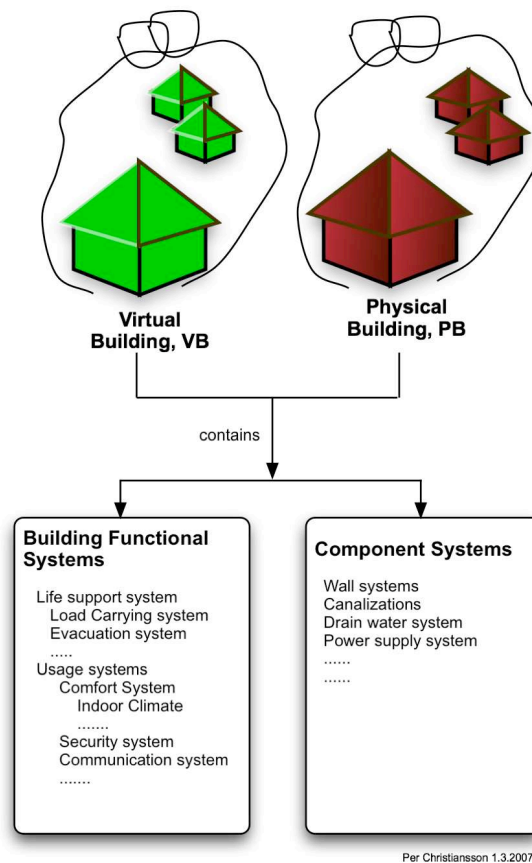 Virtual
Building, VB
Physical
Building, PB
contains
Building Functional
Systems
Life support system
Load Carrying system
Evacuation system
.....
Usage systems
Comfort System
Indoor Climate
.......
Security system
Communication system
.......
Component Systems
Wall systems
Canalizations
Drain water system
Power supply system
......
......
Per Christiansson 1.3.2007